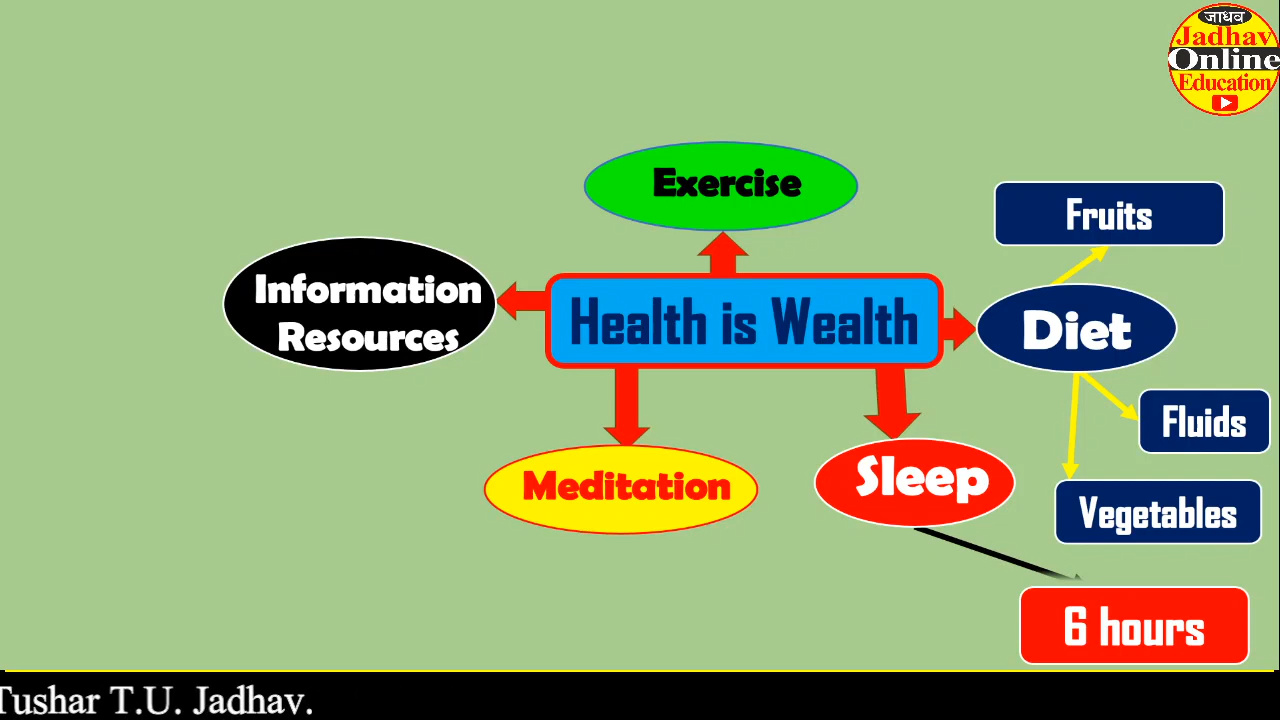 जाधव
Jadhav
Online
Education
Exercise
Fruits
Information
Resources
Health is Wealth
Diet
Fluids
Meditation
Sleep
Vegetables
6 hours
Tushar T.U. Jadhav.